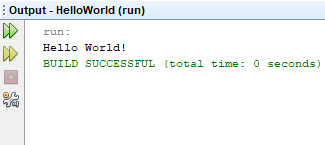 Output - HelloWorld (run)
run:
Hello World!
BUILD SUCCESSFUL (total time: 0 seconds)